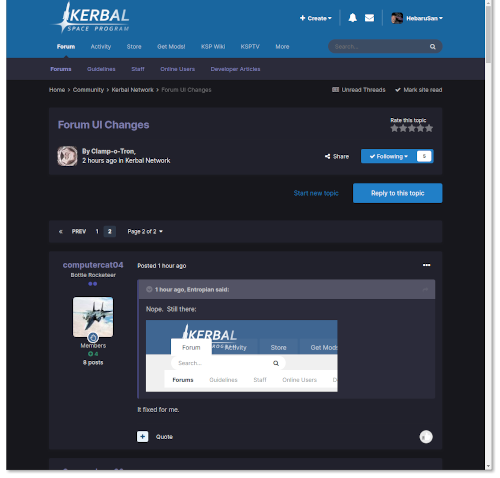 KERBAL
SPACE PROGRAM
+ Create
HebaruSan
Forum Activity Store Get Mods! KSP Wiki KSPTV More
Search...
Forums Guidelines Staff Online Users Developer Articles
Home > Community > Kerbal Network > Forum UI Changes
Unread Threads Mark site read
Forum UI Changes
Rate this topic
By Clamp-o-Tron,
2 hours ago in Kerbal Network
Share
Following 5
Start new topic Reply to this topic
« PREV 1 2 Page 2 of 2
computercat04
Bottle Rocketeer
Members
4
8 posts
Posted 1 hour ago
1 hour ago, Entropian said:
Nope. Still there:
KERBAL
Forum Activity Store Get Mods
Search...
Forums Guidelines Staff Online Users D
It fixed for me.
+ Quote